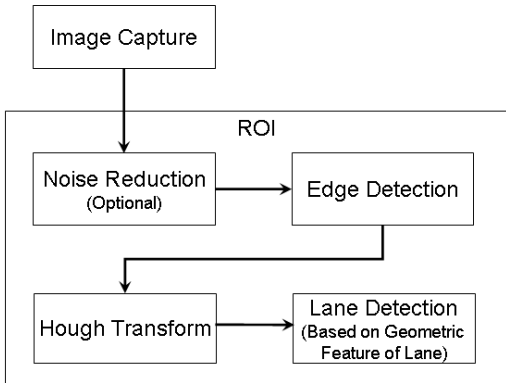 Image Capture
ROI
Noise Reduction
(Optional)
Edge Detection
Hough Transform
Lane Detection
(Based on Geometric
Feature of Lane)